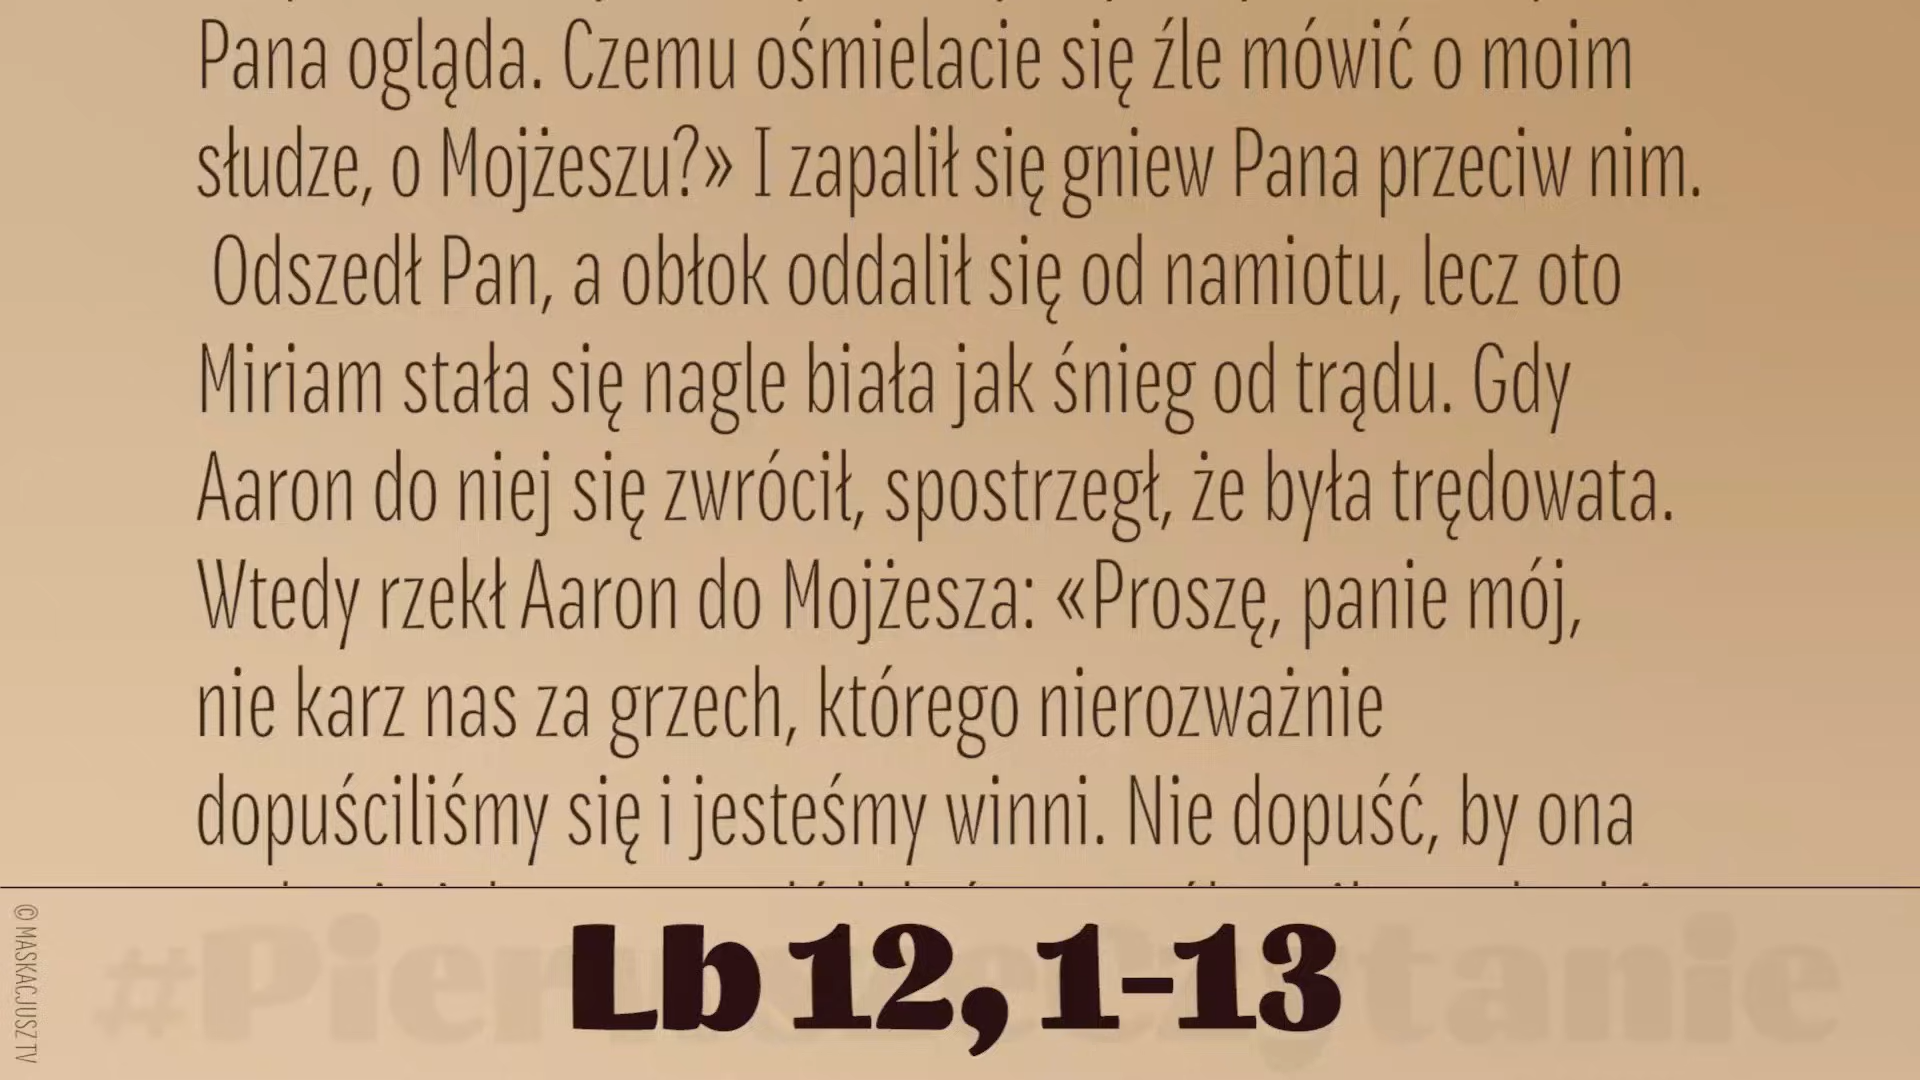 Pana ogląda. Czemu ośmielacie się źle mówić o moim
słudze, o Mojżeszu?» I zapalił się gniew Pana przeciw nim.
Odszedł Pan, a obłok oddalił się od namiotu, lecz oto
Miriam stała się nagle biała jak śnieg od trądu. Gdy
Aaron do niej się zwrócił, spostrzegł, że była trędowata.
Wtedy rzekł Aaron do Mojżesza: «Proszę, panie mój,
nie karz nas za grzech, którego nierozważnie
dopuściliśmy się i jesteśmy winni. Nie dopuść, by ona
#PierwszeCzytanie
Lb 12, 1-13
© MASKACJUSZ TV